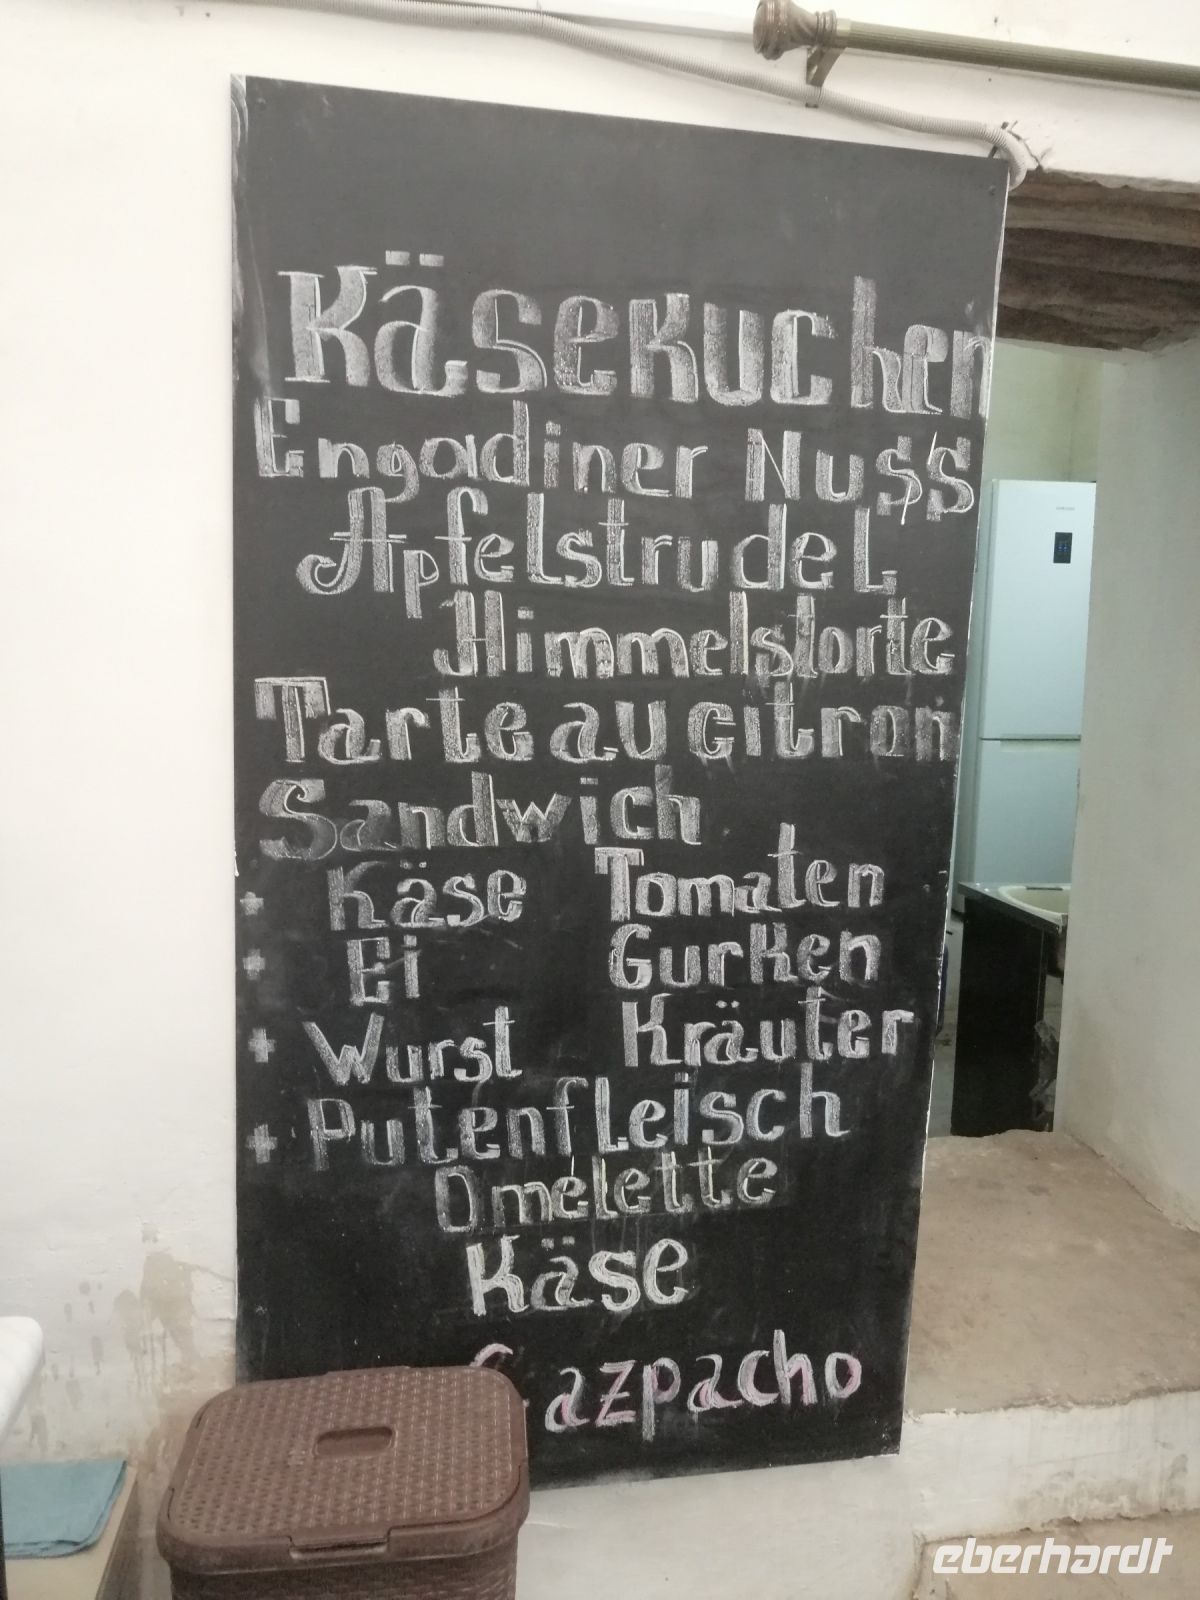 Käsekuchen
Engadiner Nuss
Apfelstrudel
Himmelstorte
Tarte au citron
Sandwich
+ Käse Tomaten
+ Ei Gurken
+ Wurst Kräuter
+ Putenfleisch
Omelette
Käse
Gazpacho
SAMSUNG
eberhardt